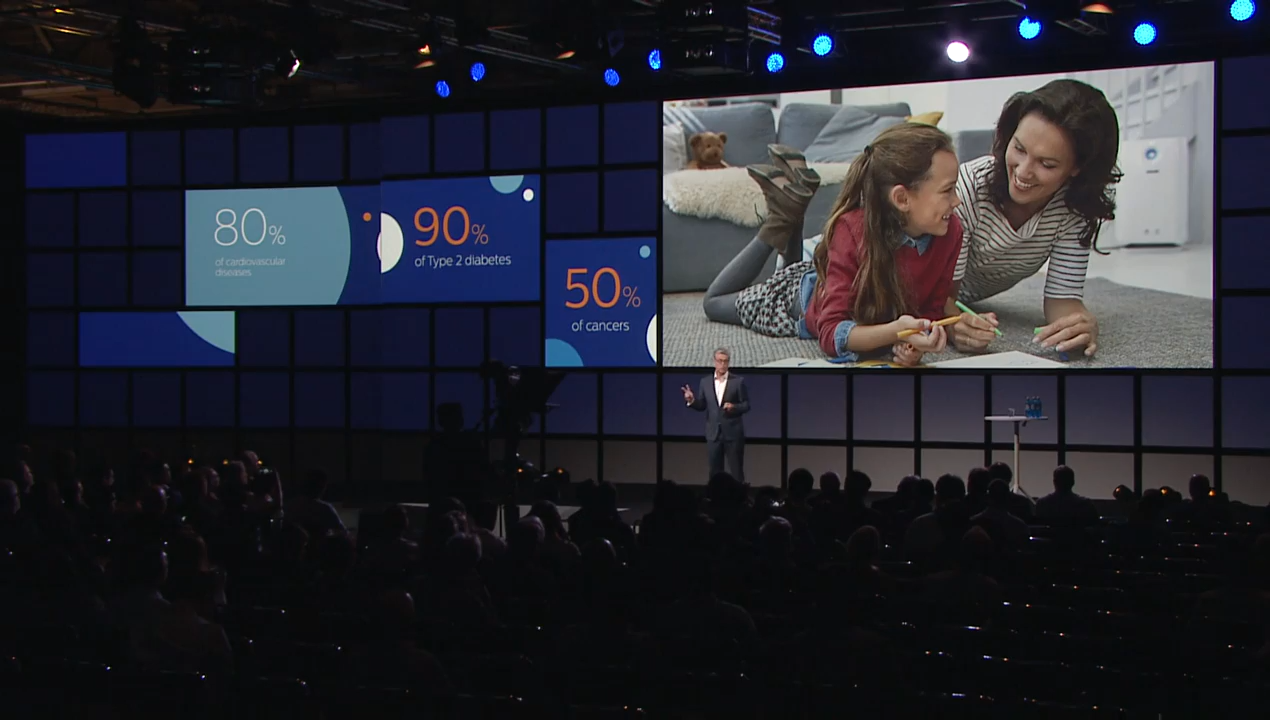 80%
of cardiovascular
diseases
90%
of Type 2 diabetes
50%
of cancers